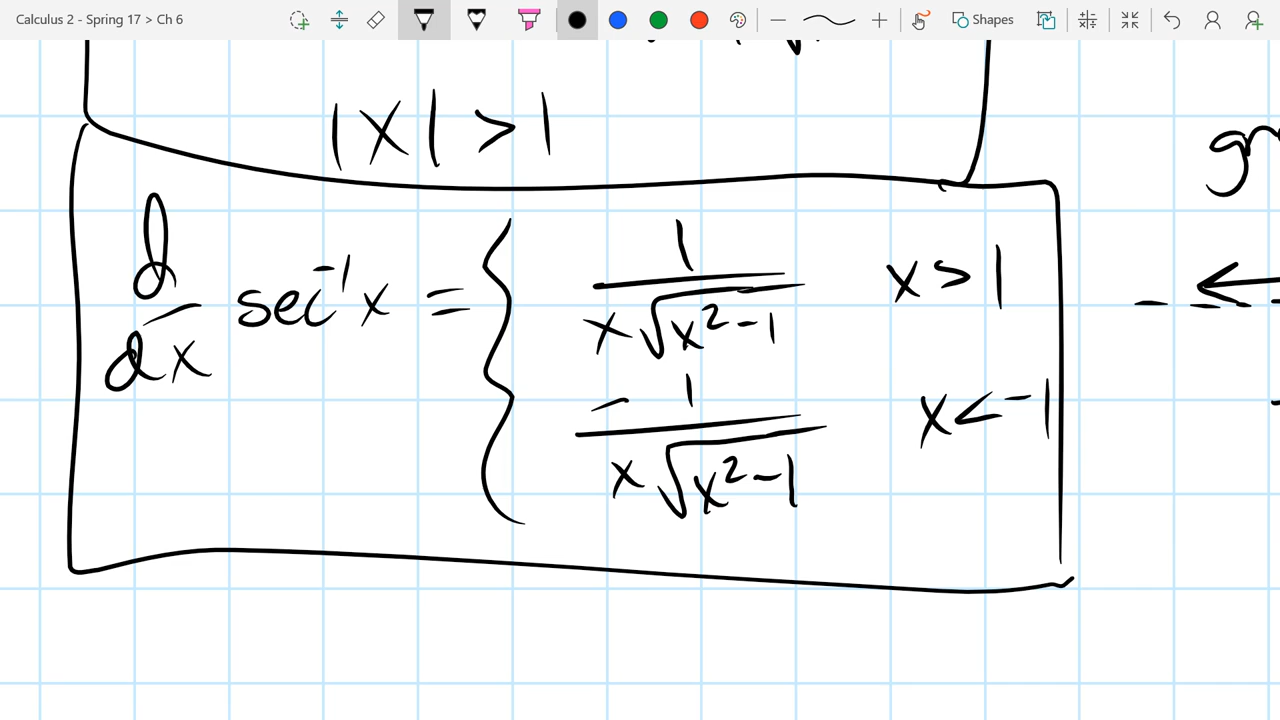 Calculus 2 - Spring 17 > Ch 6
Shapes
|x| > 1
d/dx sec⁻¹x = { 1/(x√(x²-1)) x > 1
-1/(x√(x²-1)) x < -1